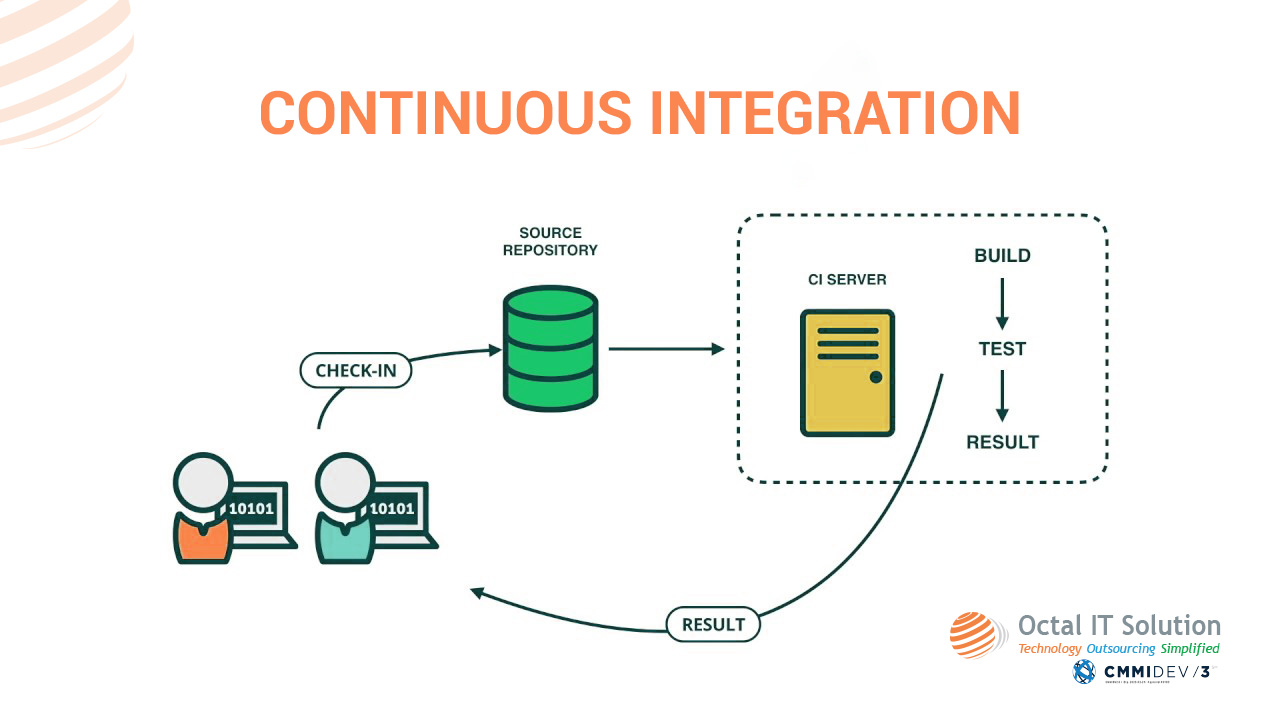 CONTINUOUS INTEGRATION
SOURCE
REPOSITORY
CI SERVER
BUILD
TEST
RESULT
CHECK-IN
10101
10101
RESULT
Octal IT Solution
Technology Outsourcing Simplified
CMMIDEV/3